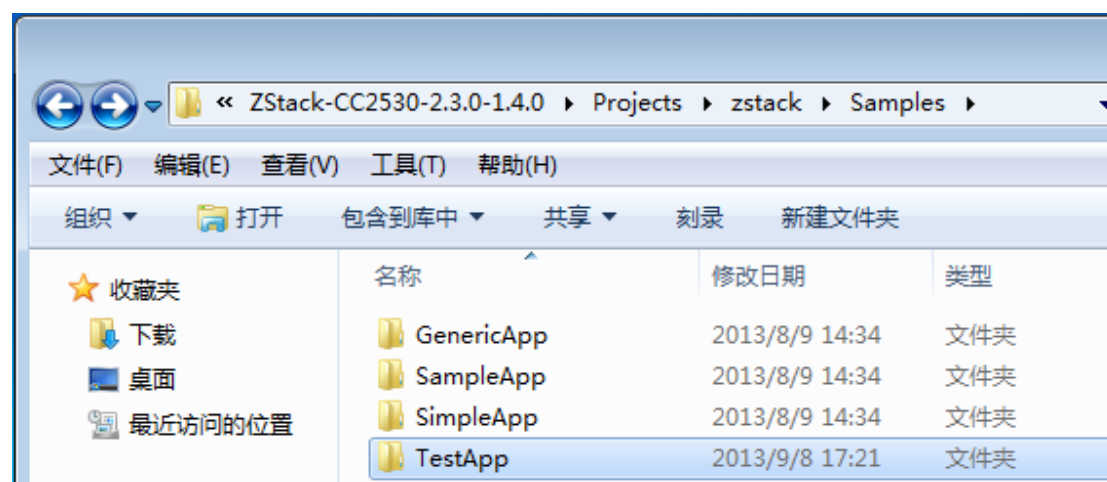 « ZStack-CC2530-2.3.0-1.4.0 ▸ Projects ▸ zstack ▸ Samples ▸
文件(F) 编辑(E) 查看(V) 工具(T) 帮助(H)
组织 打开 包含到库中 共享 刻录 新建文件夹
收藏夹
下载
桌面
最近访问的位置
名称 修改日期 类型
GenericApp 2013/8/9 14:34 文件夹
SampleApp 2013/8/9 14:34 文件夹
SimpleApp 2013/8/9 14:34 文件夹
TestApp 2013/9/8 17:21 文件夹